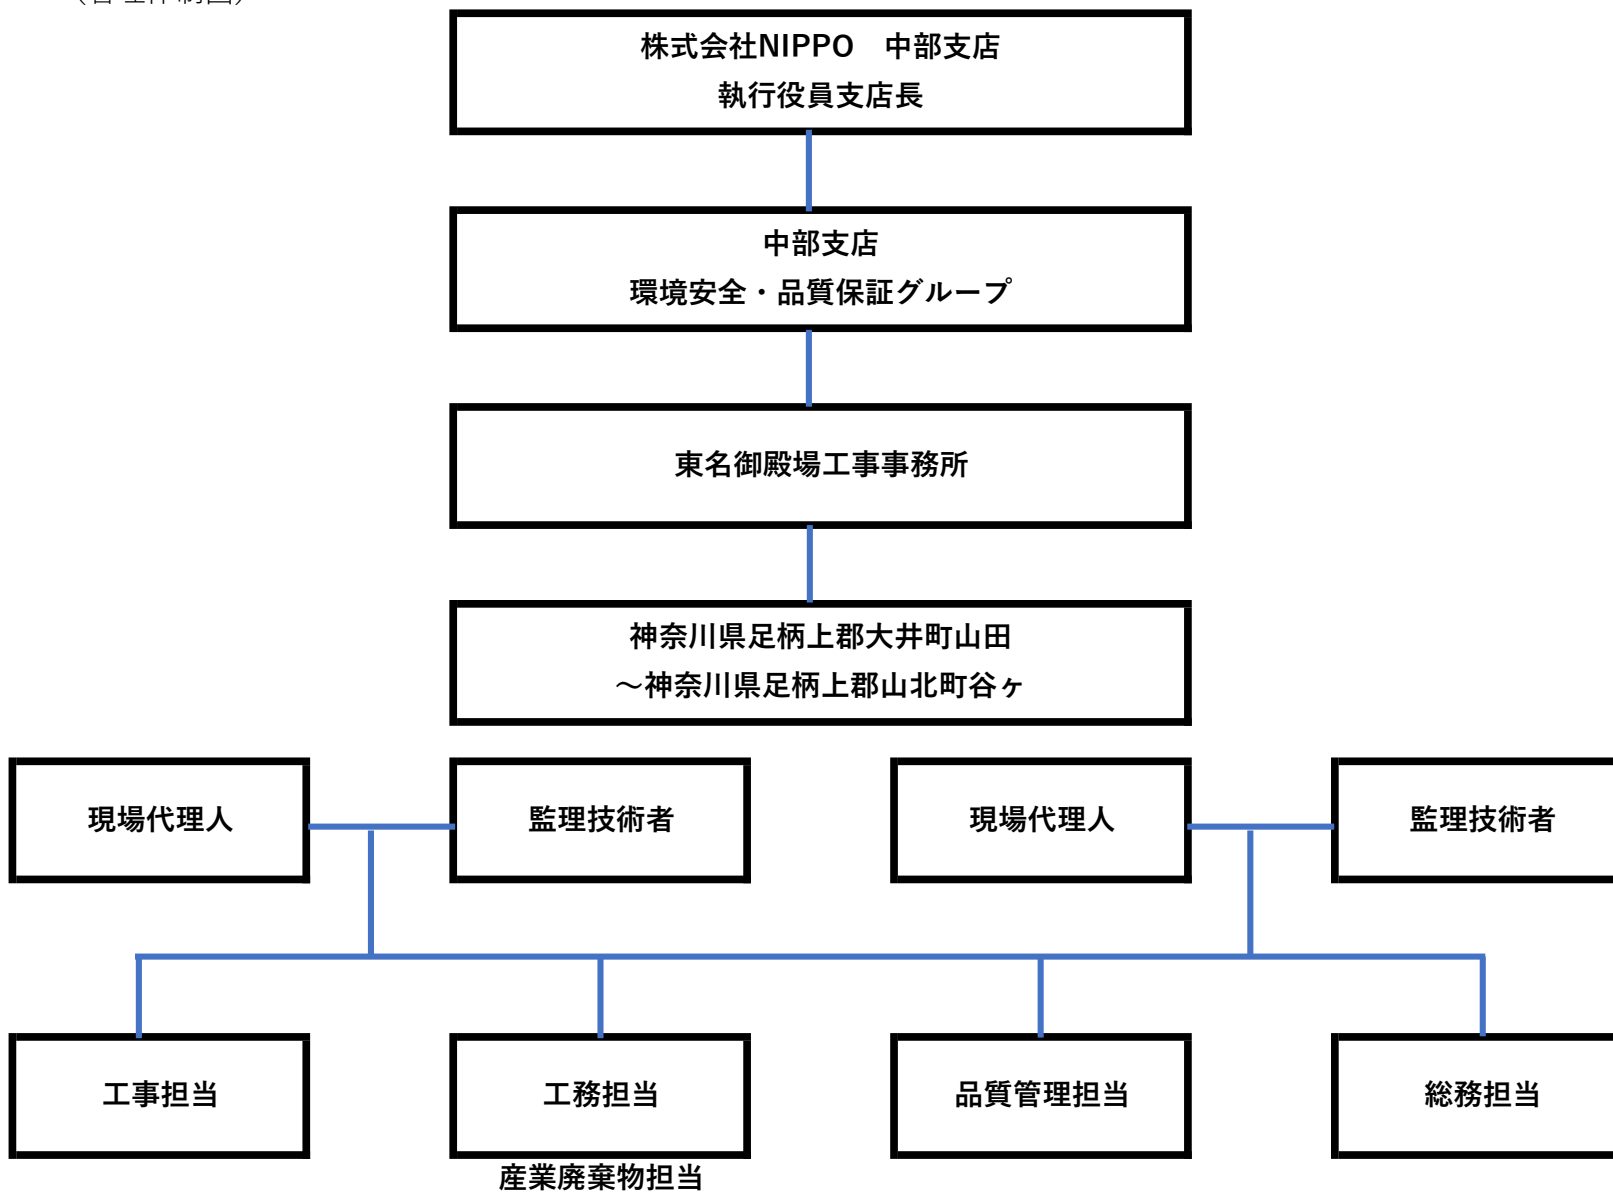 (管理体制図)
株式会社NIPPO　中部支店
執行役員支店長
中部支店
環境安全・品質保証グループ
東名御殿場工事事務所
神奈川県足柄上郡大井町山田
～神奈川県足柄上郡山北町谷ヶ
現場代理人　監理技術者　現場代理人　監理技術者
工事担当　工務担当　品質管理担当　総務担当
産業廃棄物担当